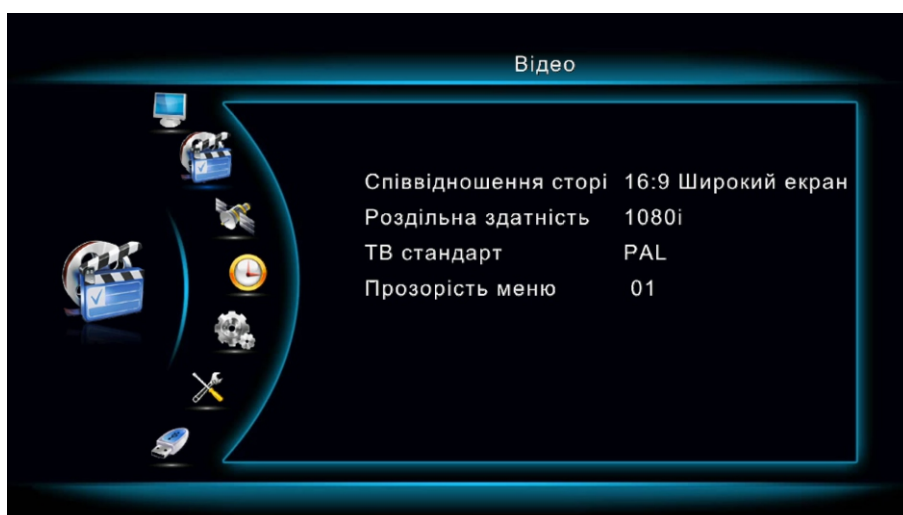 Відео
Співвідношення сторі 16:9 Широкий екран
Роздільна здатність 1080i
ТВ стандарт PAL
Прозорість меню 01